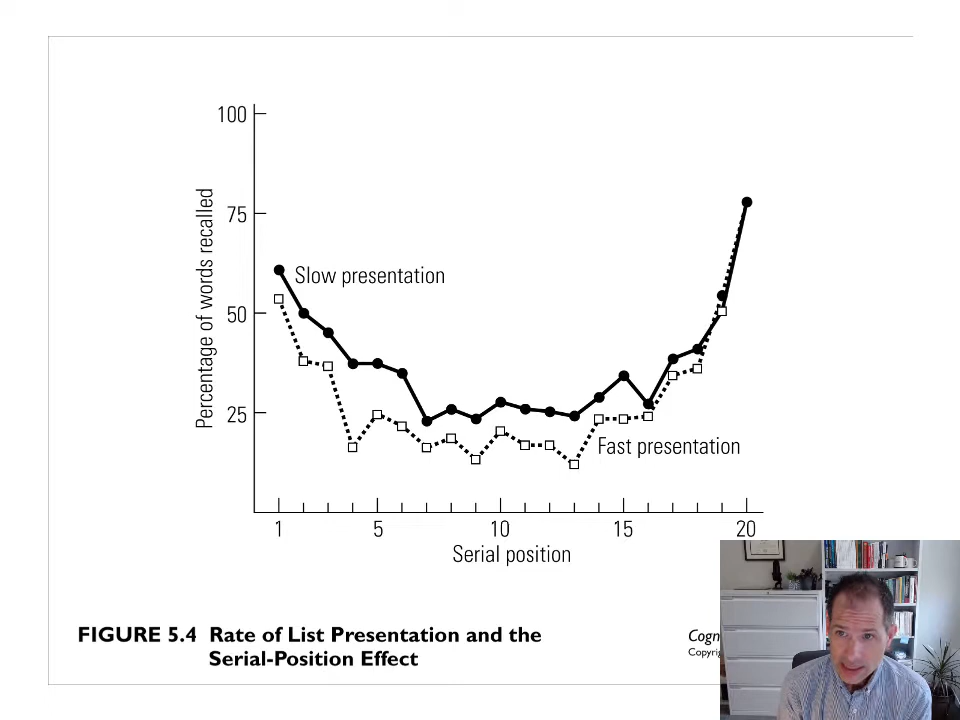 100
75
50
25
Percentage of words recalled
Slow presentation
Fast presentation
1 5 10 15 20
Serial position
FIGURE 5.4 Rate of List Presentation and the
Serial-Position Effect